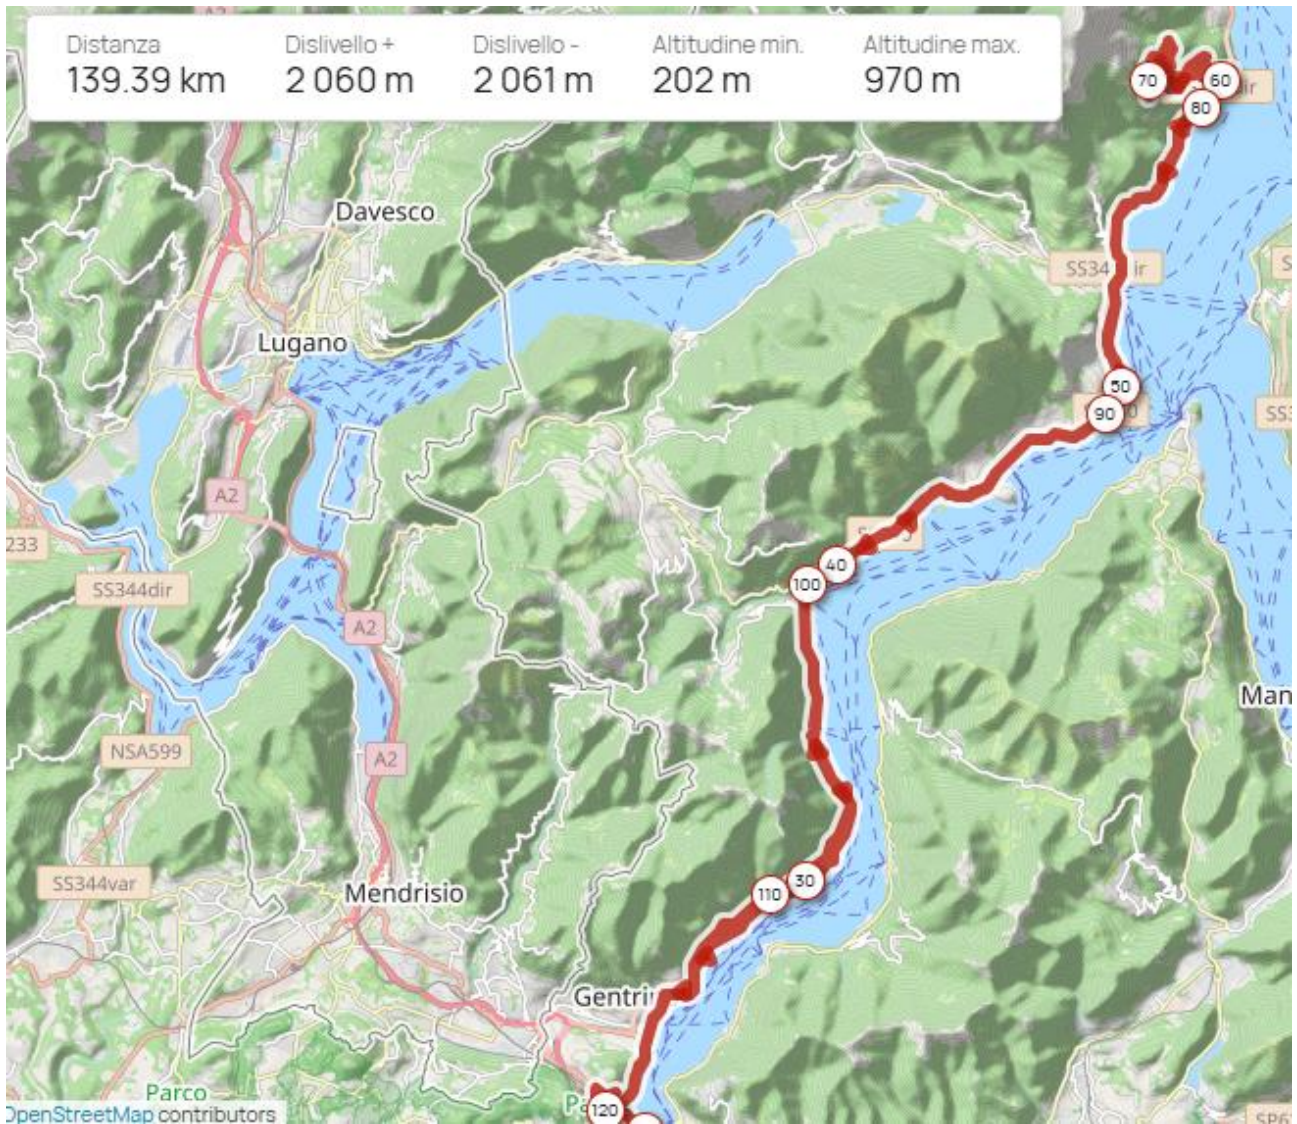 A2
Distanza
139.39 km
Dislivello +
2 060 m
Dislivello -
2 061 m
Altitudine min.
202 m
Altitudine max.
970 m
70
60
80
Davesco
Lugano
50
90
A2
233
40
100
SS344dir
A2
Man
NSA599
A2
SS344var
Mendrisio
30
110
Gentri
Parco
120
OpenStreetMap contributors